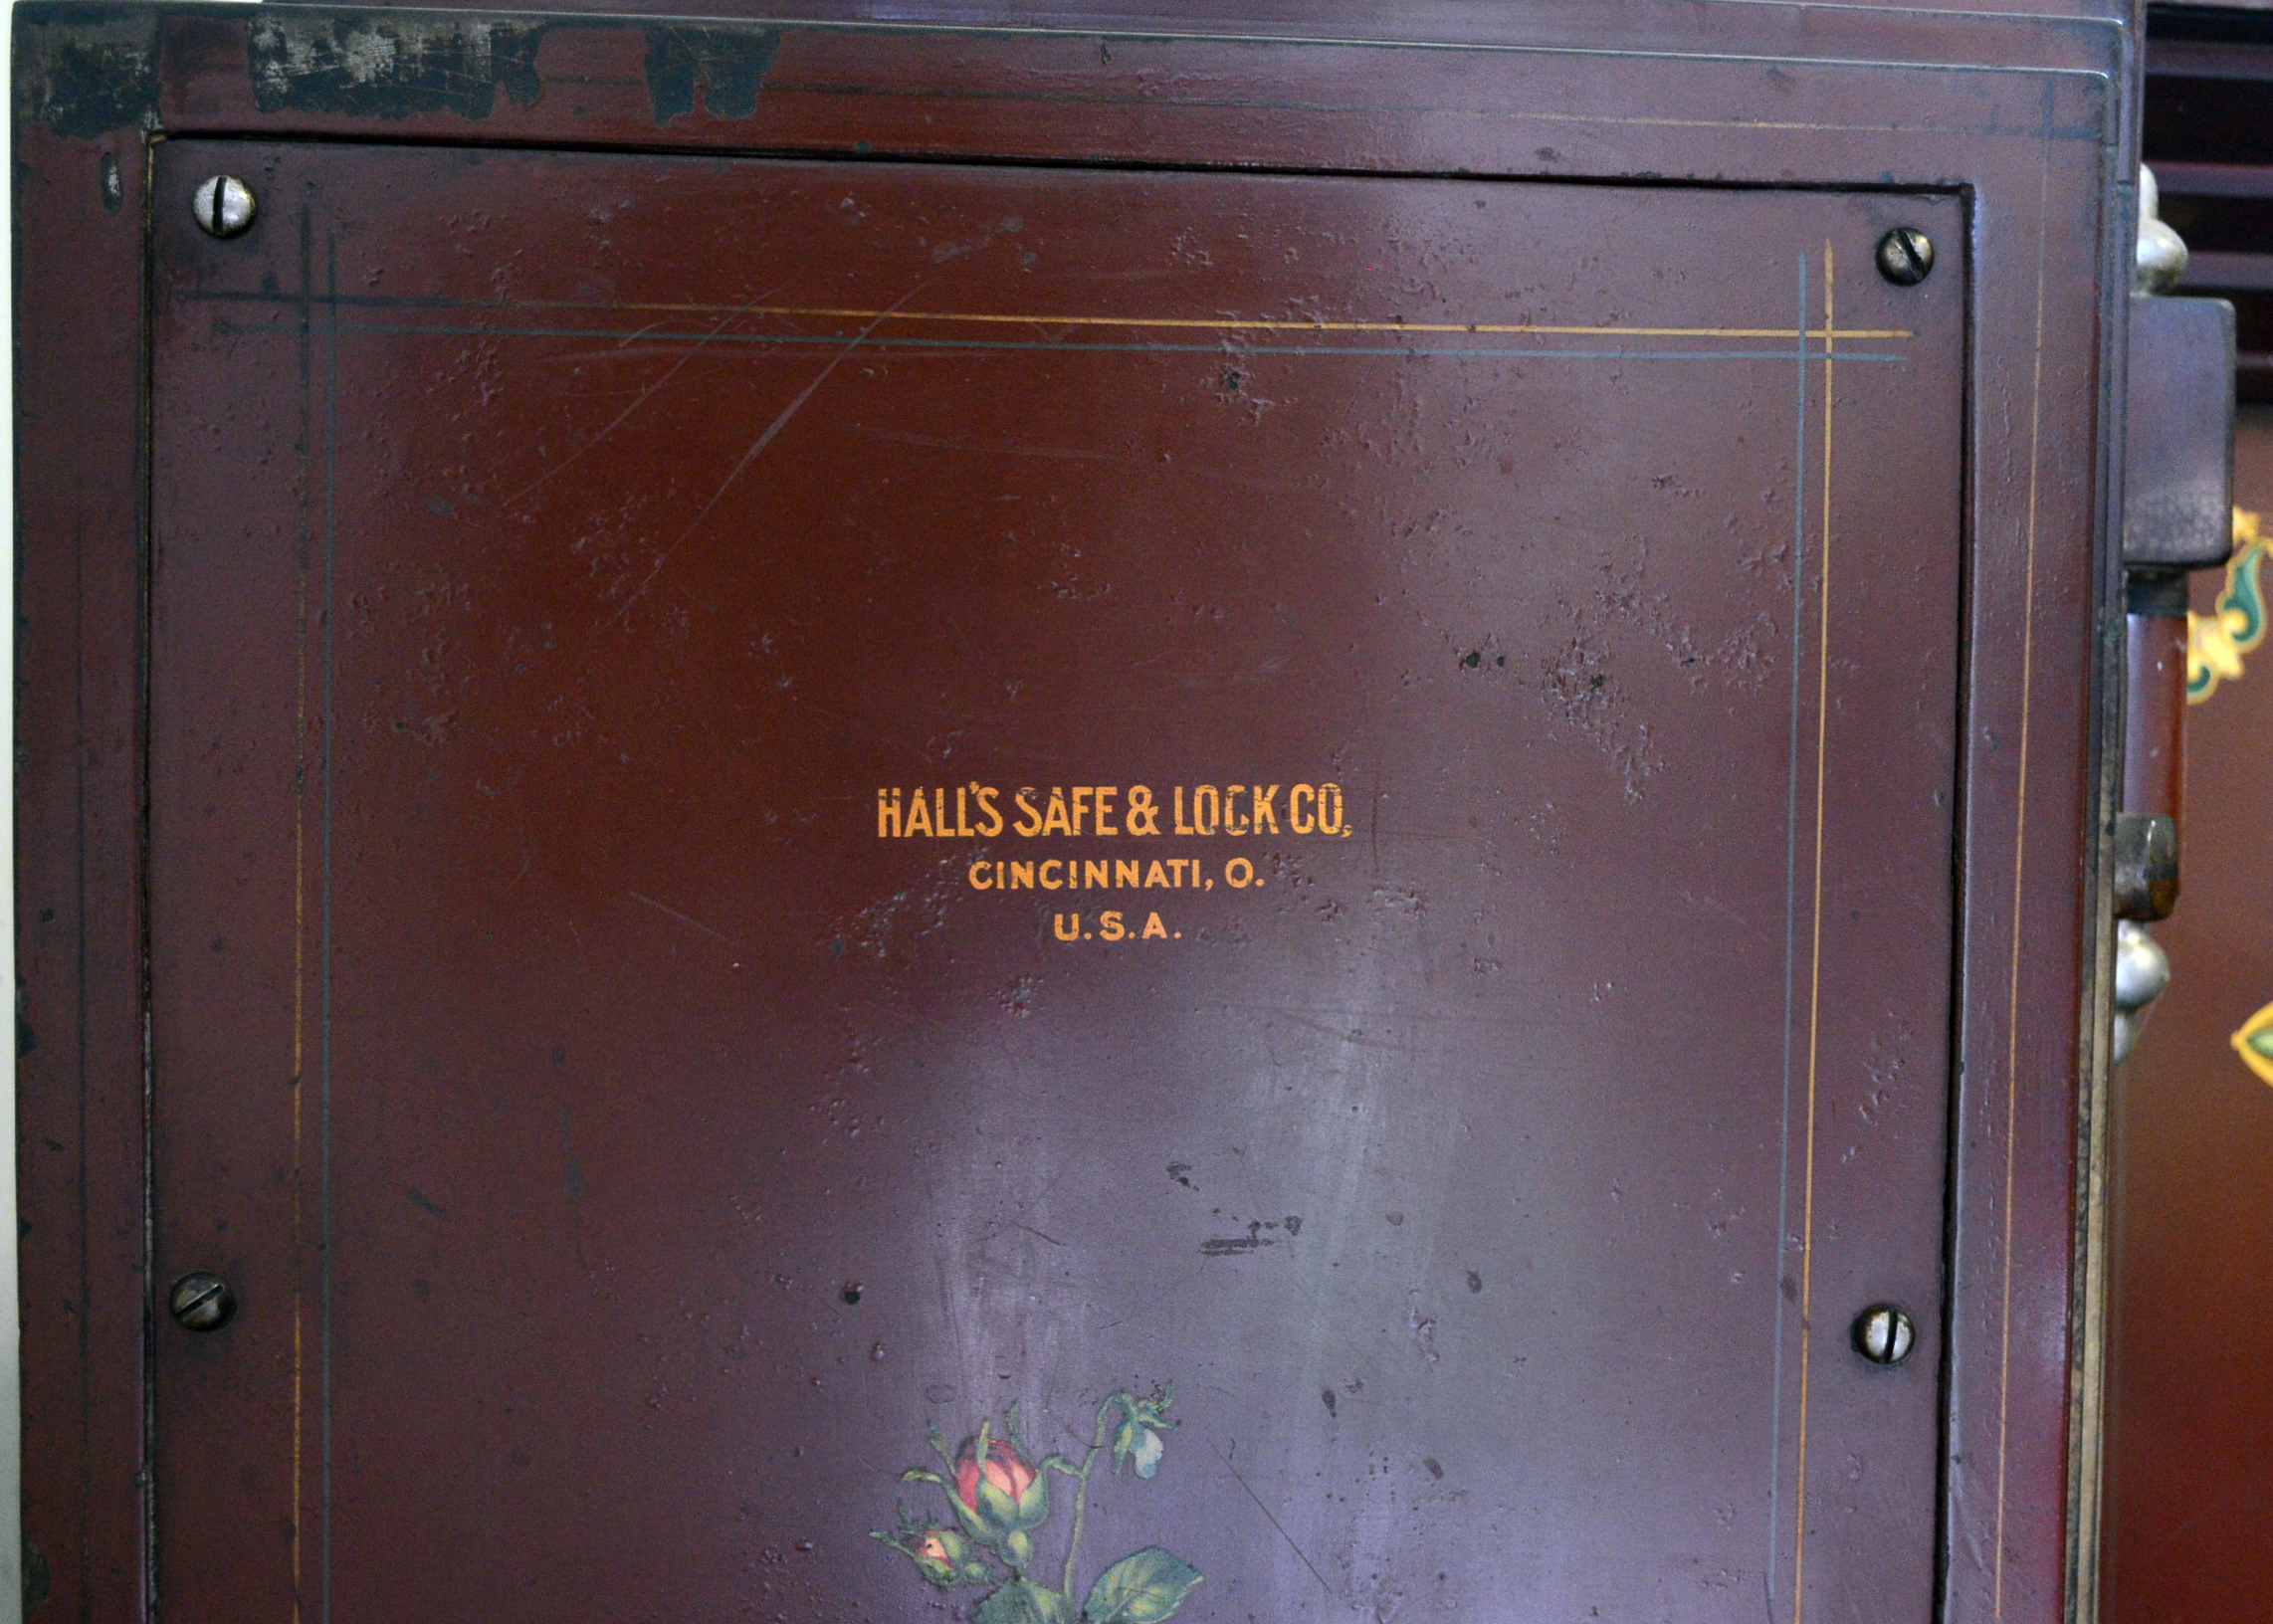 HALL'S SAFE & LOCK CO.
CINCINNATI, O.
U.S.A.